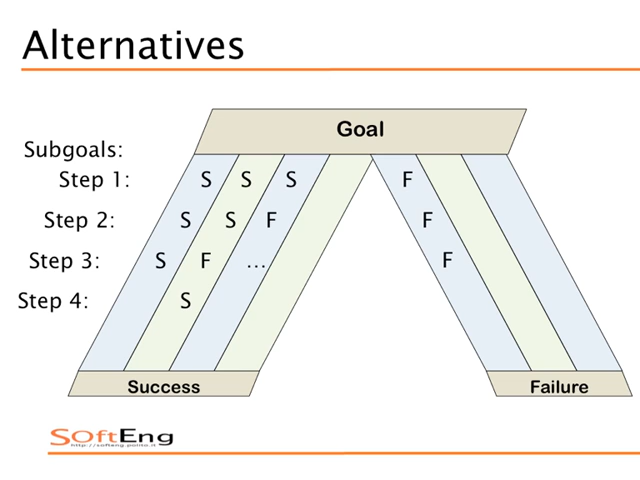 Alternatives
Goal
Subgoals:
Step 1: S S S F
Step 2: S S F F
Step 3: S F ... F
Step 4: S
Success Failure
SOftEng
http://softeng.polito.it